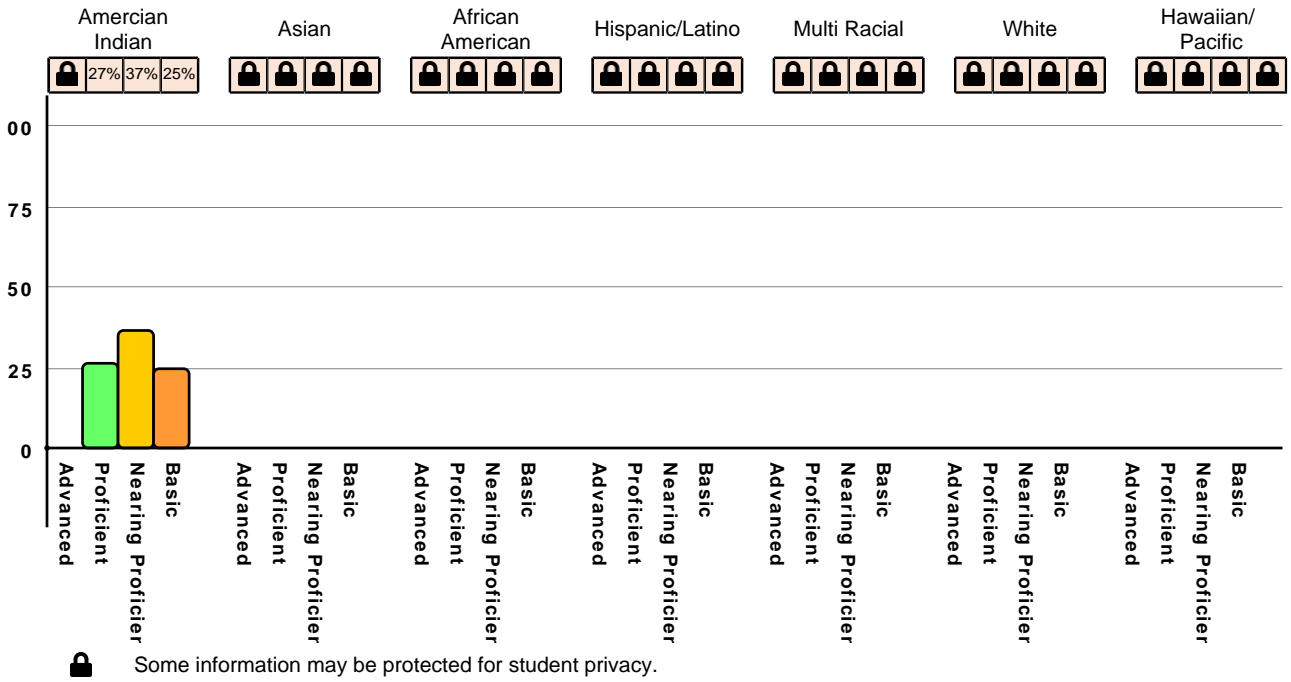 Amercian
Indian
Asian
African
American
Hispanic/Latino
Multi Racial
White
Hawaiian/
Pacific
27% 37% 25%
00
75
50
25
0
Advanced
Proficient
Nearing Proficier
Basic
Advanced
Proficient
Nearing Proficier
Basic
Advanced
Proficient
Nearing Proficier
Basic
Advanced
Proficient
Nearing Proficier
Basic
Advanced
Proficient
Nearing Proficier
Basic
Advanced
Proficient
Nearing Proficier
Basic
Advanced
Proficient
Nearing Proficier
Basic
Some information may be protected for student privacy.